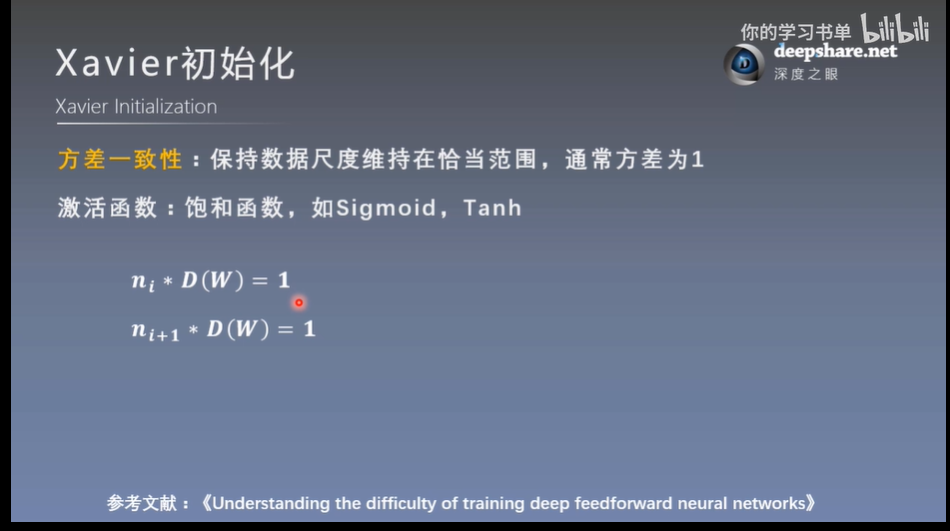 你的学习书单 bilibili
deepshare.net
深度之眼
Xavier初始化
Xavier Initialization
方差一致性：保持数据尺度维持在恰当范围，通常方差为1
激活函数：饱和函数，如Sigmoid，Tanh
n_i * D(W) = 1
n_{i+1} * D(W) = 1
参考文献：《Understanding the difficulty of training deep feedforward neural networks》